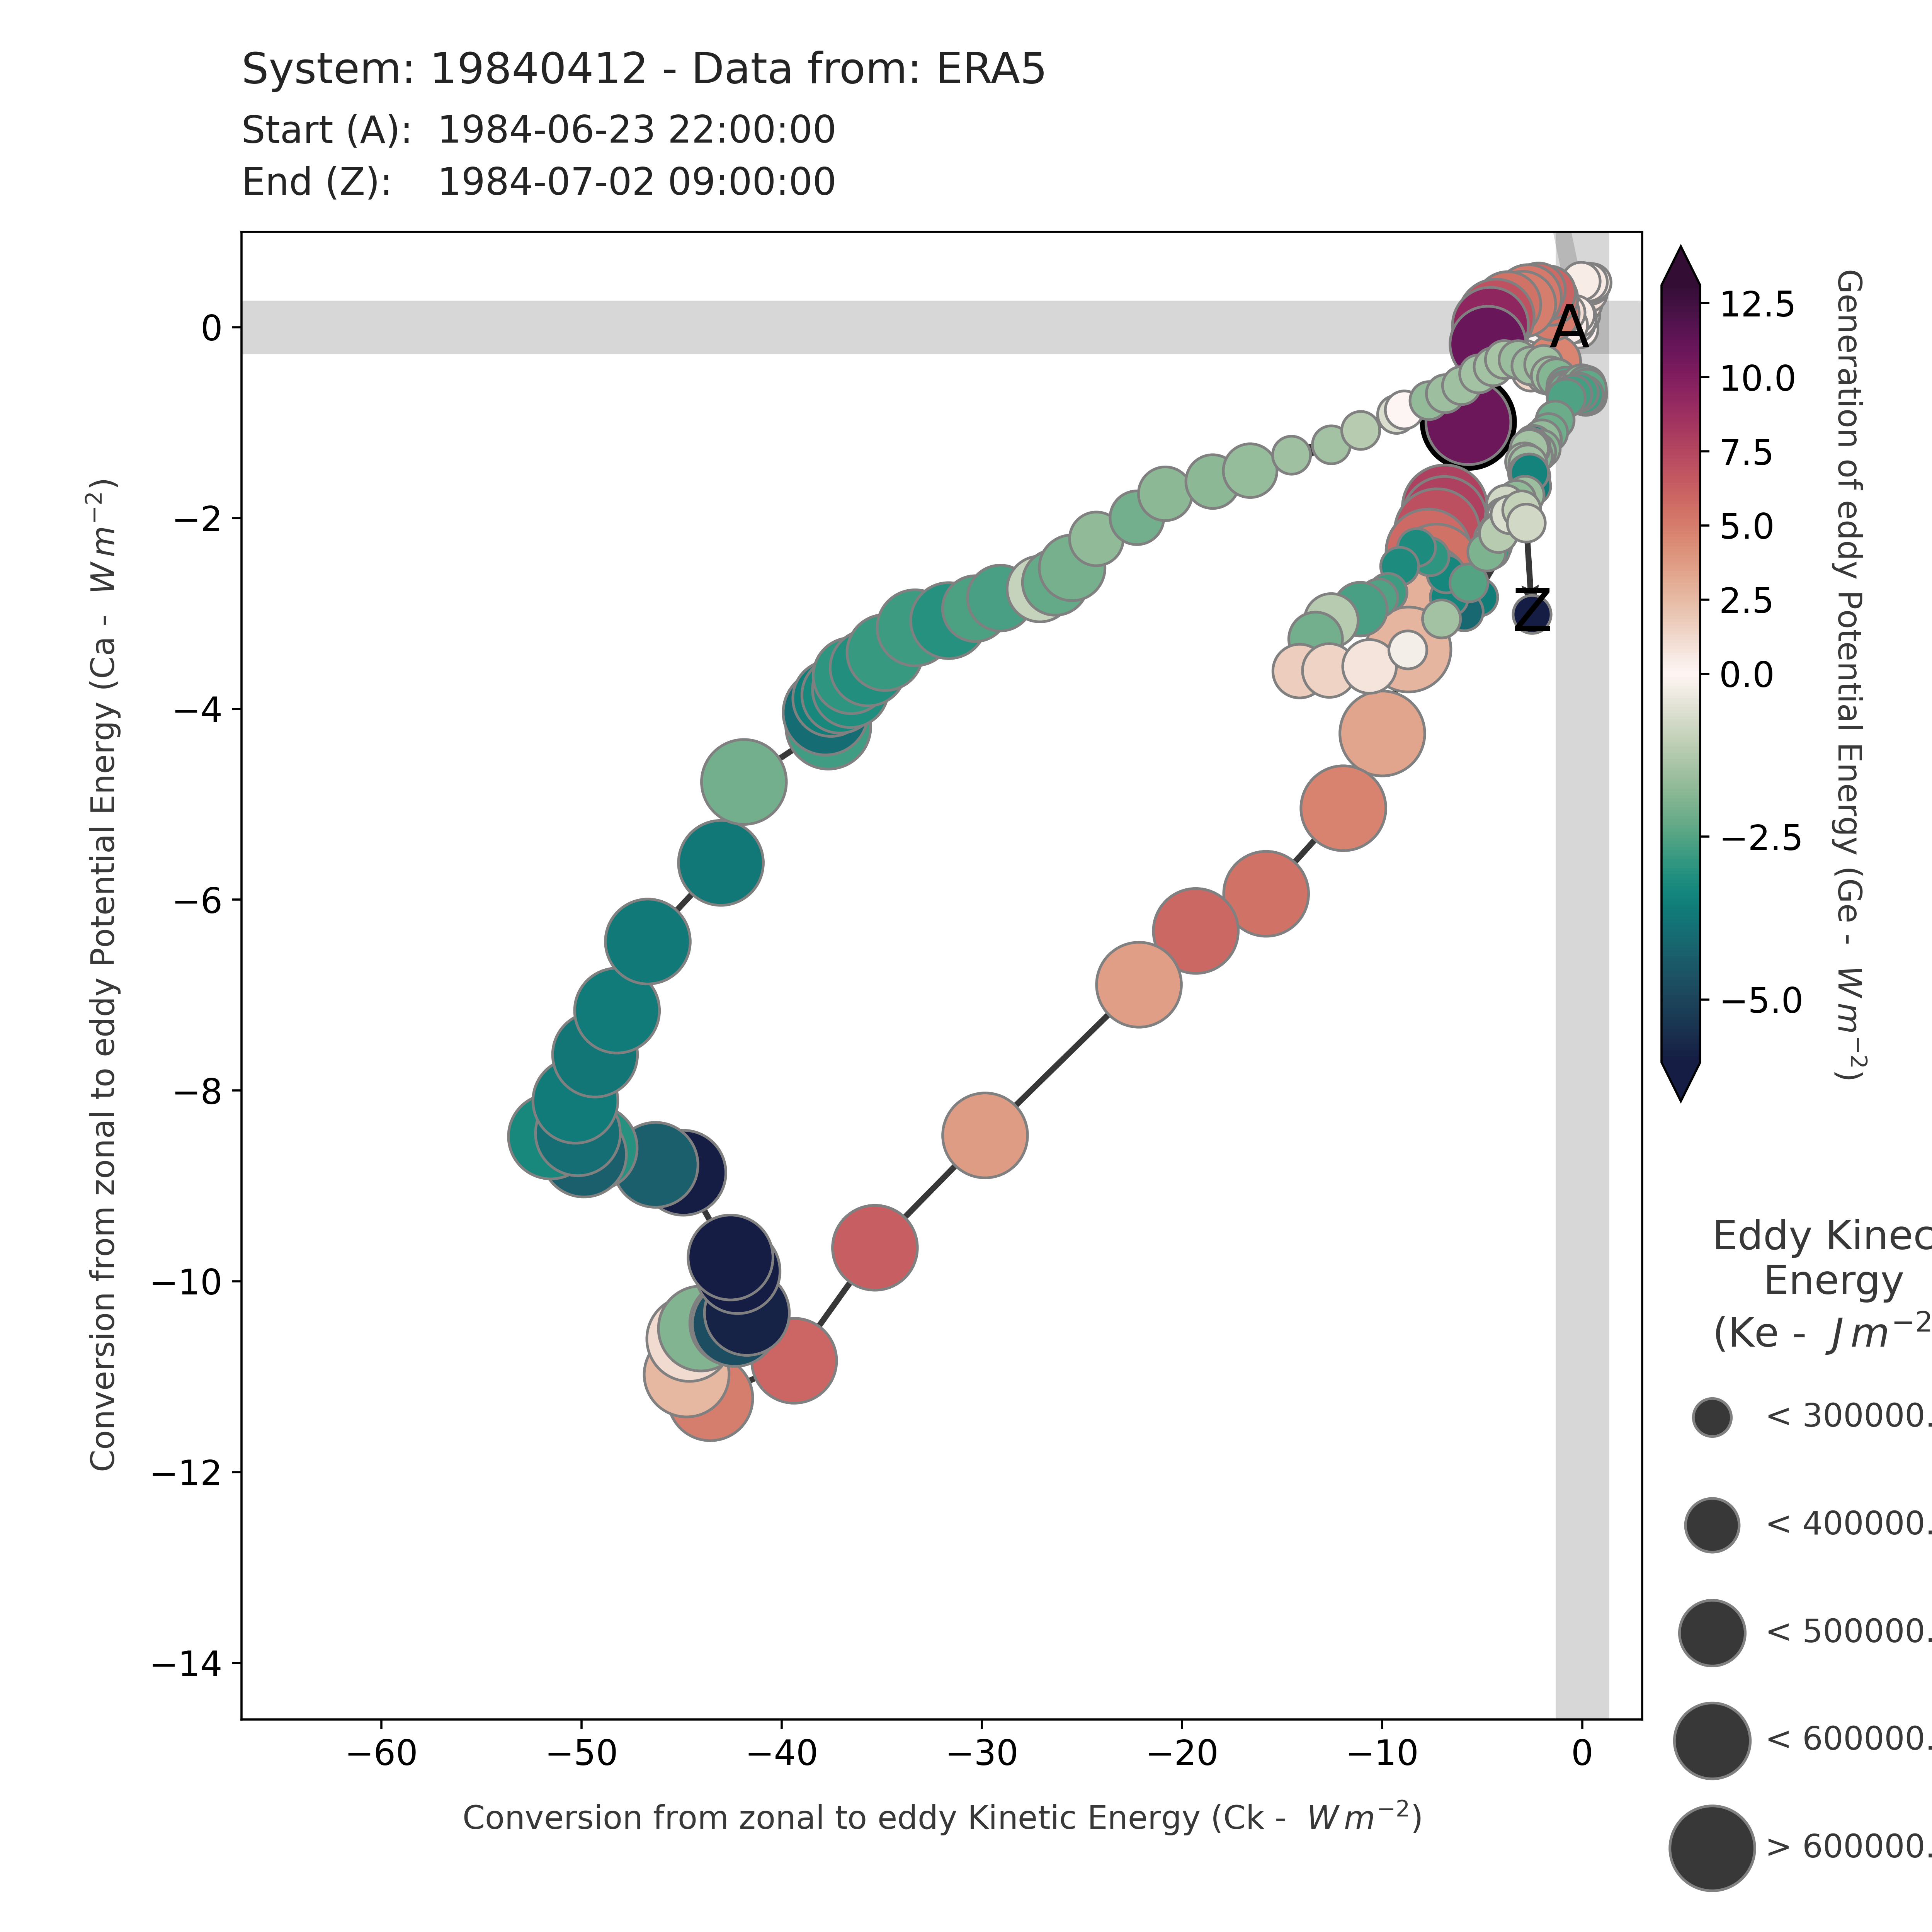 System: 19840412 - Data from: ERA5
Start (A): 1984-06-23 22:00:00
End (Z): 1984-07-02 09:00:00
Conversion from zonal to eddy Potential Energy (Ca - W m⁻²)
0
−2
−4
−6
−8
−10
−12
−14
A
Z
−60
−50
−40
−30
−20
−10
0
Conversion from zonal to eddy Kinetic Energy (Ck - W m⁻²)
12.5
10.0
7.5
5.0
2.5
0.0
−2.5
−5.0
Generation of eddy Potential Energy (Ge - W m⁻²)
Eddy Kinec
Energy
(Ke - J m⁻²
< 300000.
< 400000.
< 500000.
< 600000.
> 600000.